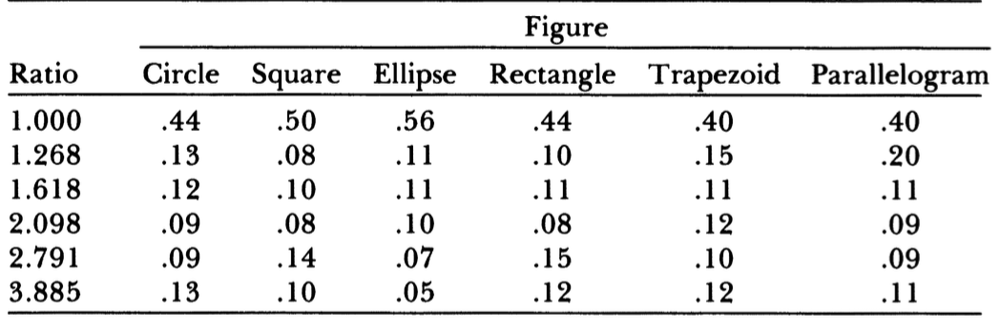 Figure
Ratio Circle Square Ellipse Rectangle Trapezoid Parallelogram
1.000 .44 .50 .56 .44 .40 .40
1.268 .13 .08 .11 .10 .15 .20
1.618 .12 .10 .11 .11 .11 .11
2.098 .09 .08 .10 .08 .12 .09
2.791 .09 .14 .07 .15 .10 .09
3.885 .13 .10 .05 .12 .12 .11